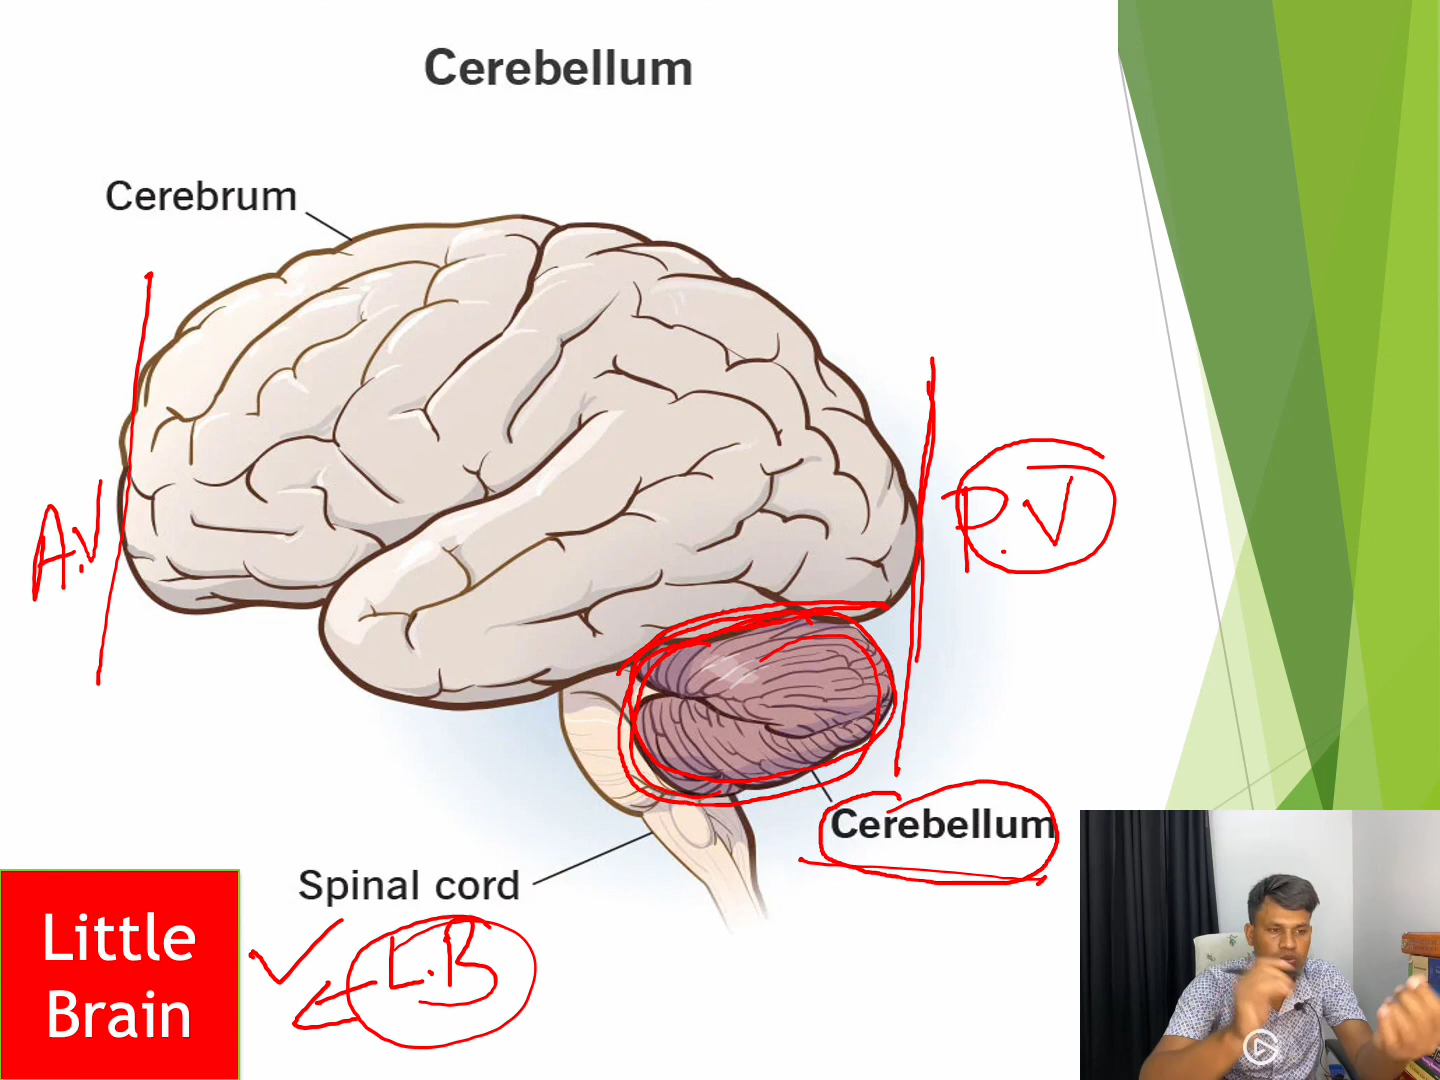 Cerebellum
Cerebrum
A.V
P.V
Cerebellum
Spinal cord
L.B
Little
Brain